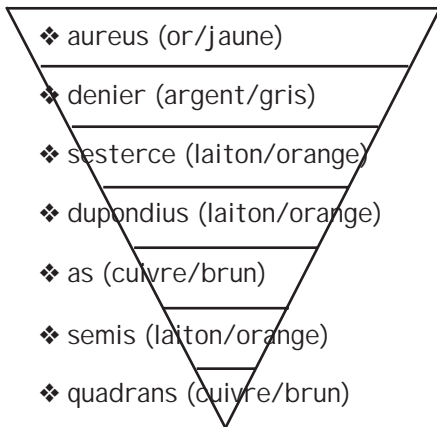 ❖ aureus (or/jaune)
❖ denier (argent/gris)
❖ sesterce (laiton/orange)
❖ dupondius (laiton/orange)
❖ as (cuivre/brun)
❖ semis (laiton/orange)
❖ quadrans (cuivre/brun)